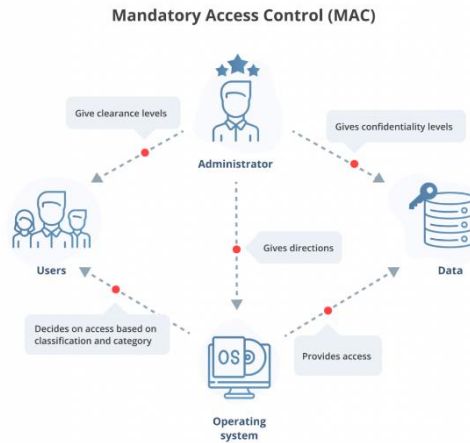 Mandatory Access Control (MAC)
Give clearance levels
Gives confidentiality levels
Administrator
Gives directions
Users
Data
Decides on access based on
classification and category
OS
Provides access
Operating
system